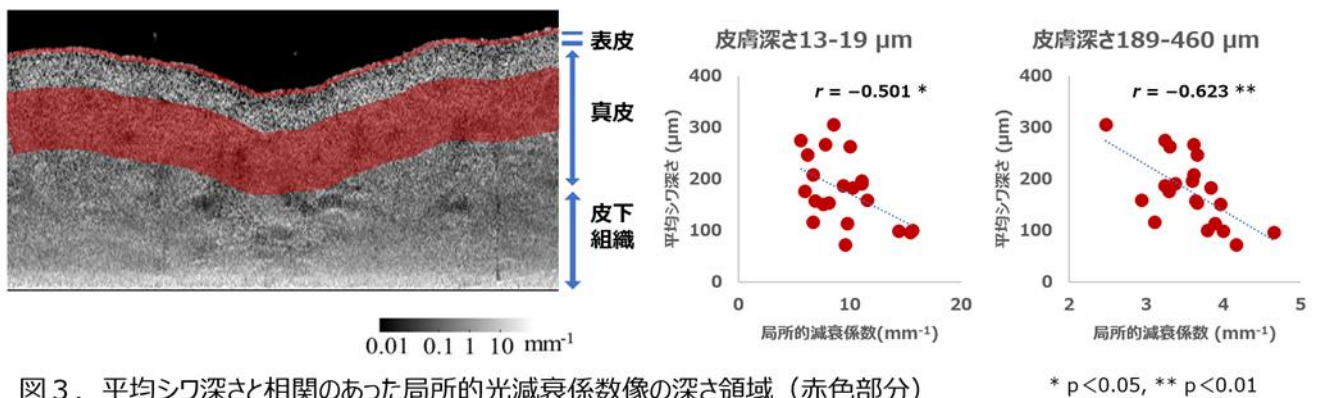 表皮
真皮
皮下
組織
0.01 0.1 1 10 mm⁻¹
皮膚深さ13-19 μm
r = −0.501 *
平均シワ深さ (μm)
400
300
200
100
0
0 10 20
局所的減衰係数(mm⁻¹)
皮膚深さ189-460 μm
r = −0.623 **
平均シワ深さ (μm)
400
300
200
100
0
2 3 4 5
局所的減衰係数 (mm⁻¹)
図3．平均シワ深さと相関のあった局所的光減衰係数像の深さ領域（赤色部分）
* p＜0.05, ** p＜0.01